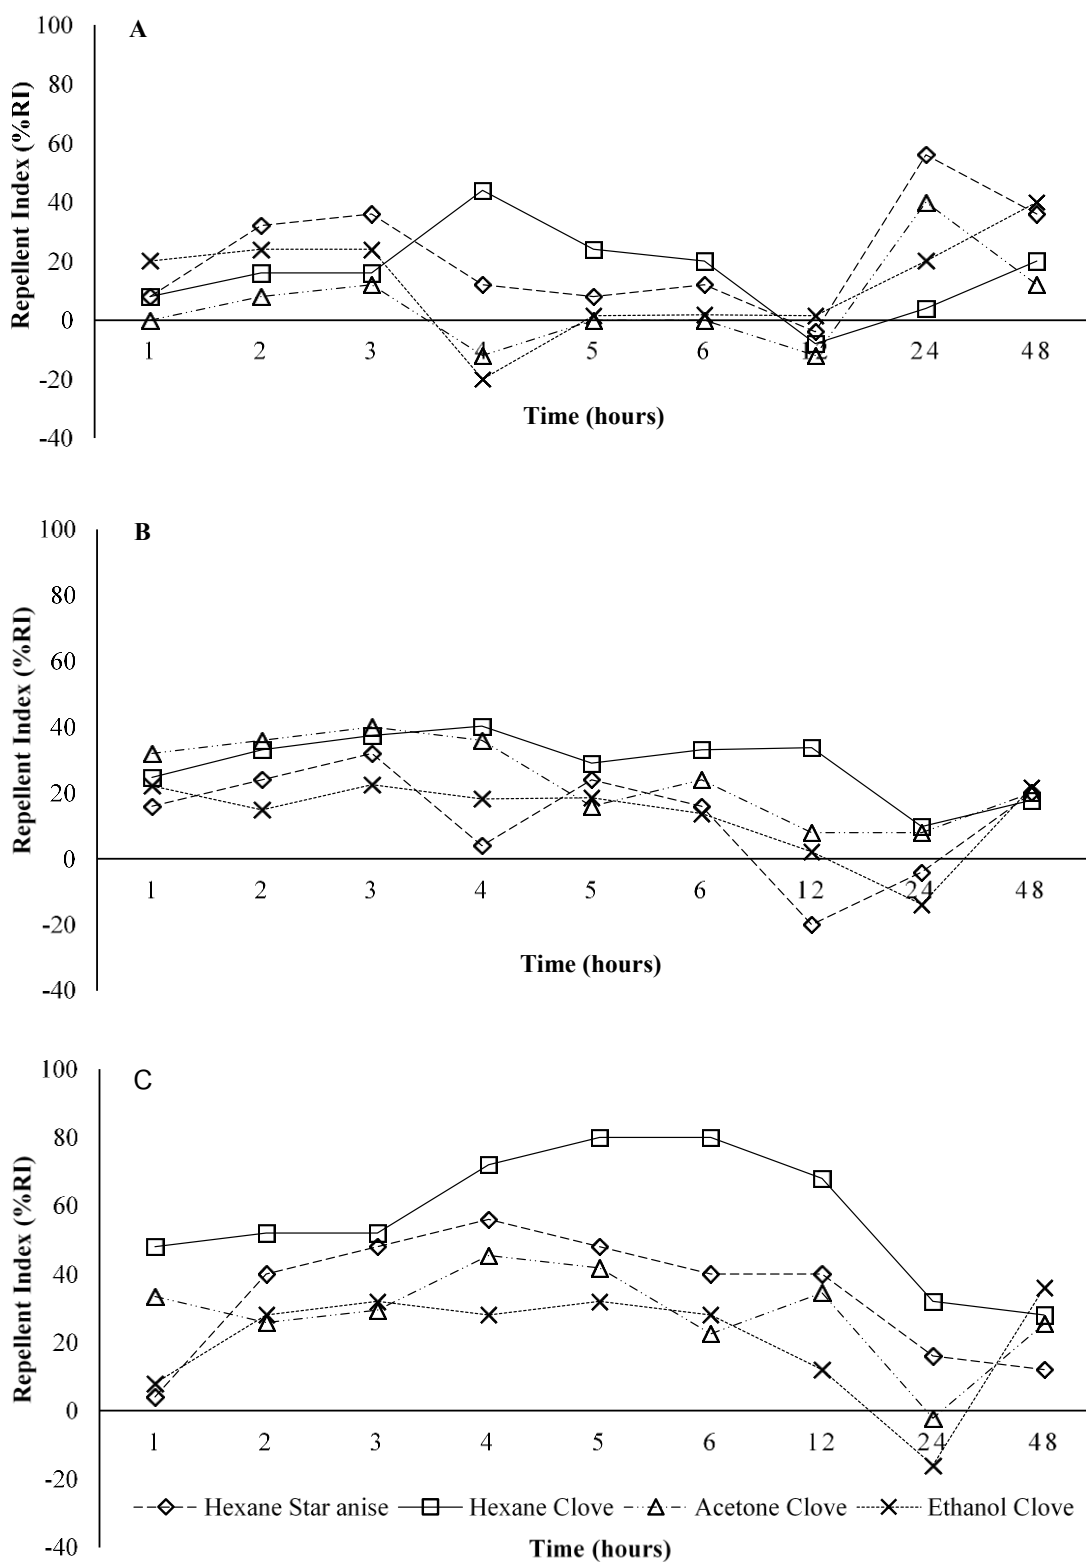 A
Repellent Index (%RI)
100
80
60
40
20
0
-20
-40
1 2 3 4 5 6 12 24 48
Time (hours)
B
Repellent Index (%RI)
100
80
60
40
20
0
-20
-40
1 2 3 4 5 6 12 24 48
Time (hours)
C
Repellent Index (%RI)
100
80
60
40
20
0
-20
-40
1 2 3 4 5 6 12 24 48
Hexane Star anise Hexane Clove Acetone Clove Ethanol Clove
Time (hours)